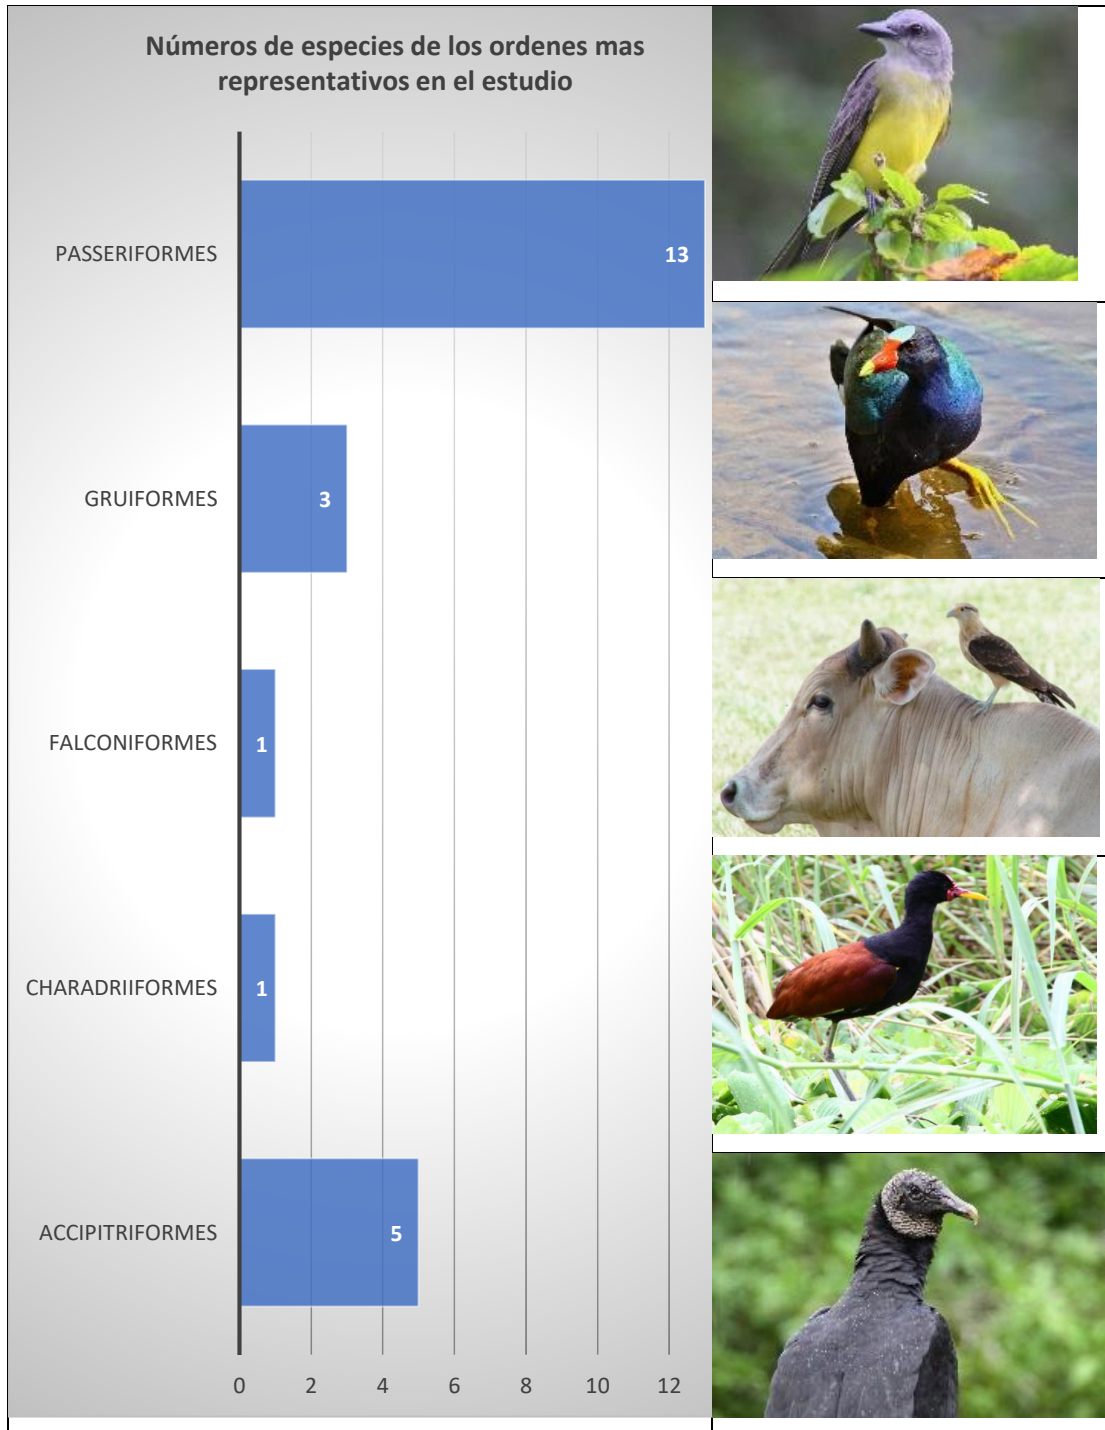 Números de especies de los ordenes mas
representativos en el estudio
PASSERIFORMES
13
GRUIFORMES
3
FALCONIFORMES
1
CHARADRIIFORMES
1
ACCIPITRIFORMES
5
0 2 4 6 8 10 12